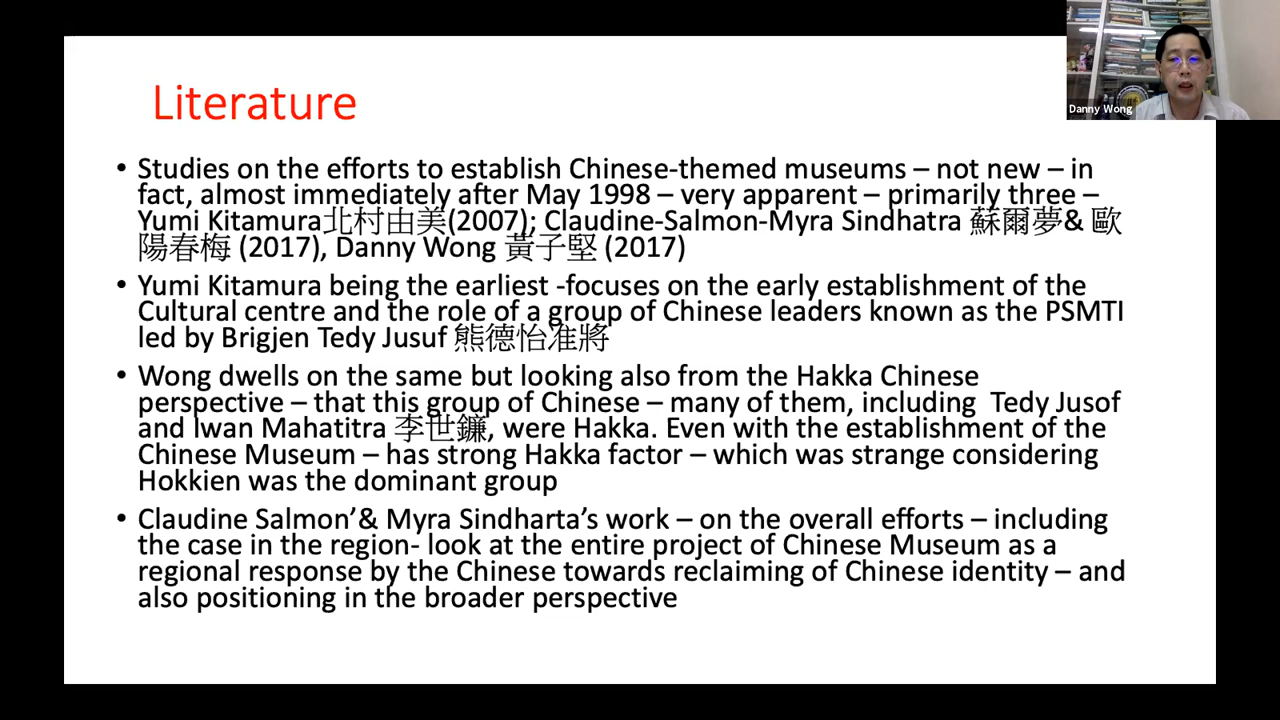 Literature
• Studies on the efforts to establish Chinese-themed museums – not new – in
fact, almost immediately after May 1998 – very apparent – primarily three –
Yumi Kitamura北村由美(2007); Claudine-Salmon-Myra Sindhatra 蘇爾夢& 歐
陽春梅 (2017), Danny Wong 黃子堅 (2017)
• Yumi Kitamura being the earliest -focuses on the early establishment of the
Cultural centre and the role of a group of Chinese leaders known as the PSMTI
led by Brigjen Tedy Jusuf 熊德怡准將
• Wong dwells on the same but looking also from the Hakka Chinese
perspective – that this group of Chinese – many of them, including Tedy Jusof
and Iwan Mahatitra 李世鐮, were Hakka. Even with the establishment of the
Chinese Museum – has strong Hakka factor – which was strange considering
Hokkien was the dominant group
• Claudine Salmon’& Myra Sindharta’s work – on the overall efforts – including
the case in the region- look at the entire project of Chinese Museum as a
regional response by the Chinese towards reclaiming of Chinese identity – and
also positioning in the broader perspective
Danny Wong